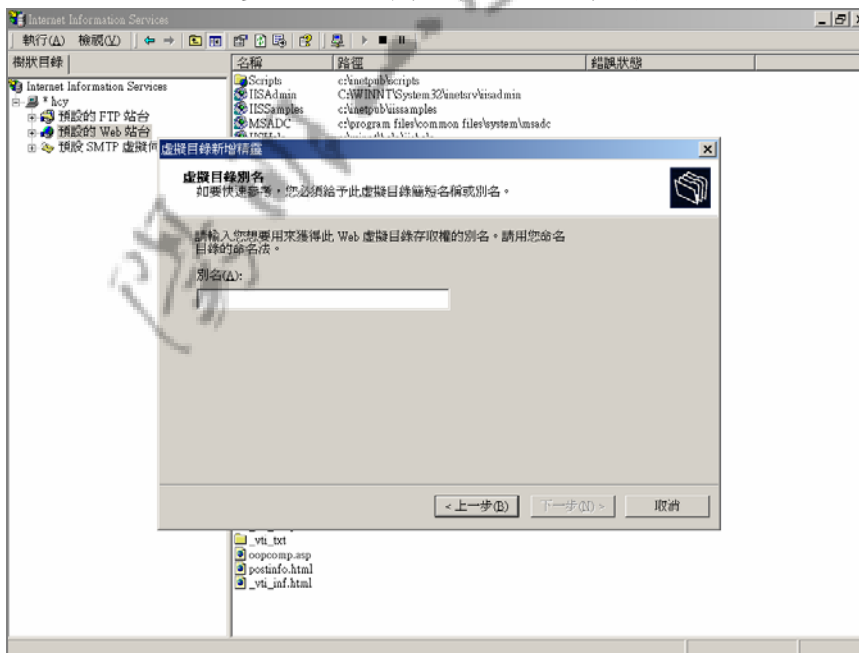 Internet Information Services
執行(A) 檢視(V)
樹狀目錄
名稱 路徑 錯誤狀態
Internet Information Services
* hcy
預設的 FTP 站台
預設的 Web 站台
預設 SMTP 虛擬伺
Scripts c:\inetpub\scripts
IISAdmin C:\WINNT\System32\inetsrv\iisadmin
IISSamples c:\inetpub\iissamples
MSADC c:\program files\common files\system\msadc
虛擬目錄新增精靈
虛擬目錄別名
如要快速參考，您必須給予此虛擬目錄簡短名稱或別名。
請輸入您想要用來獲得此 Web 虛擬目錄存取權的別名。請用您命名
目錄的命名法。
別名(A):
< 上一步(B) 下一步(N) > 取消
_vti_txt
oopcomp.asp
postinfo.html
_vti_inf.html